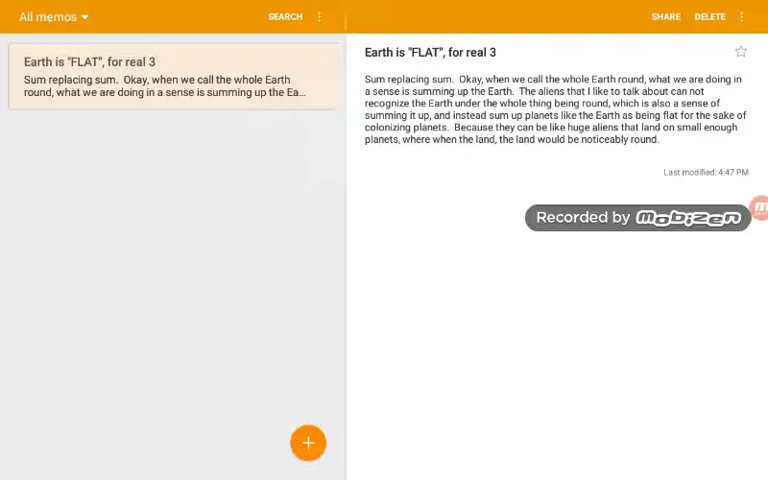 All memos
SEARCH
SHARE DELETE
Earth is "FLAT", for real 3
Sum replacing sum. Okay, when we call the whole Earth
round, what we are doing in a sense is summing up the Ea...
Earth is "FLAT", for real 3
Sum replacing sum. Okay, when we call the whole Earth round, what we are doing in
a sense is summing up the Earth. The aliens that I like to talk about can not
recognize the Earth under the whole thing being round, which is also a sense of
summing it up, and instead sum up planets like the Earth as being flat for the sake of
colonizing planets. Because they can be like huge aliens that land on small enough
planets, where when the land, the land would be noticeably round.
Last modified: 4:47 PM
Recorded by Mobizen